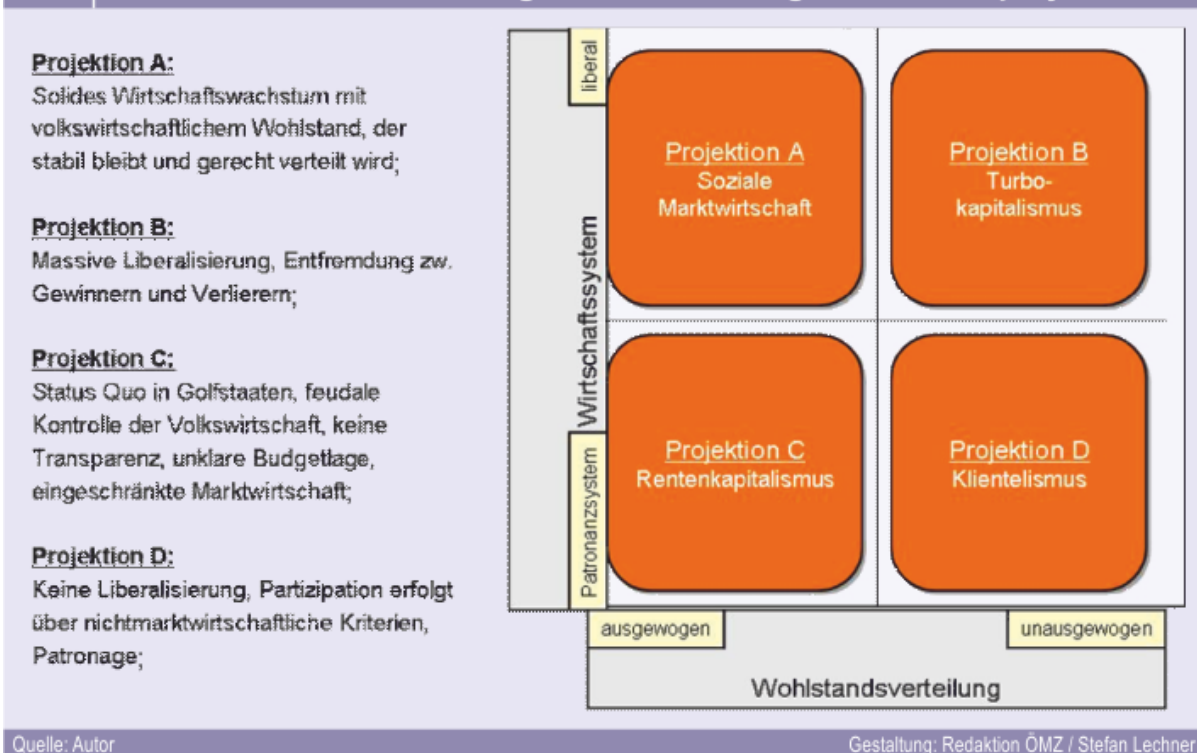 Projektion A:
Solides Wirtschaftswachstum mit
volkswirtschaftlichem Wohlstand, der
stabil bleibt und gerecht verteilt wird;
Projektion B:
Massive Liberalisierung, Entfremdung zw.
Gewinnern und Verlierern;
Projektion C:
Status Quo in Golfstaaten, feudale
Kontrolle der Volkswirtschaft, keine
Transparenz, unklare Budgetlage,
eingeschränkte Marktwirtschaft;
Projektion D:
Keine Liberalisierung, Partizipation erfolgt
über nichtmarktwirtschaftliche Kriterien,
Patronage;
liberal
Wirtschaftssystem
Patronanzsystem
Projektion A
Soziale
Marktwirtschaft
Projektion B
Turbo-
kapitalismus
Projektion C
Rentenkapitalismus
Projektion D
Klientelismus
ausgewogen
unausgewogen
Wohlstandsverteilung
Quelle: Autor
Gestaltung: Redaktion ÖMZ / Stefan Lechner